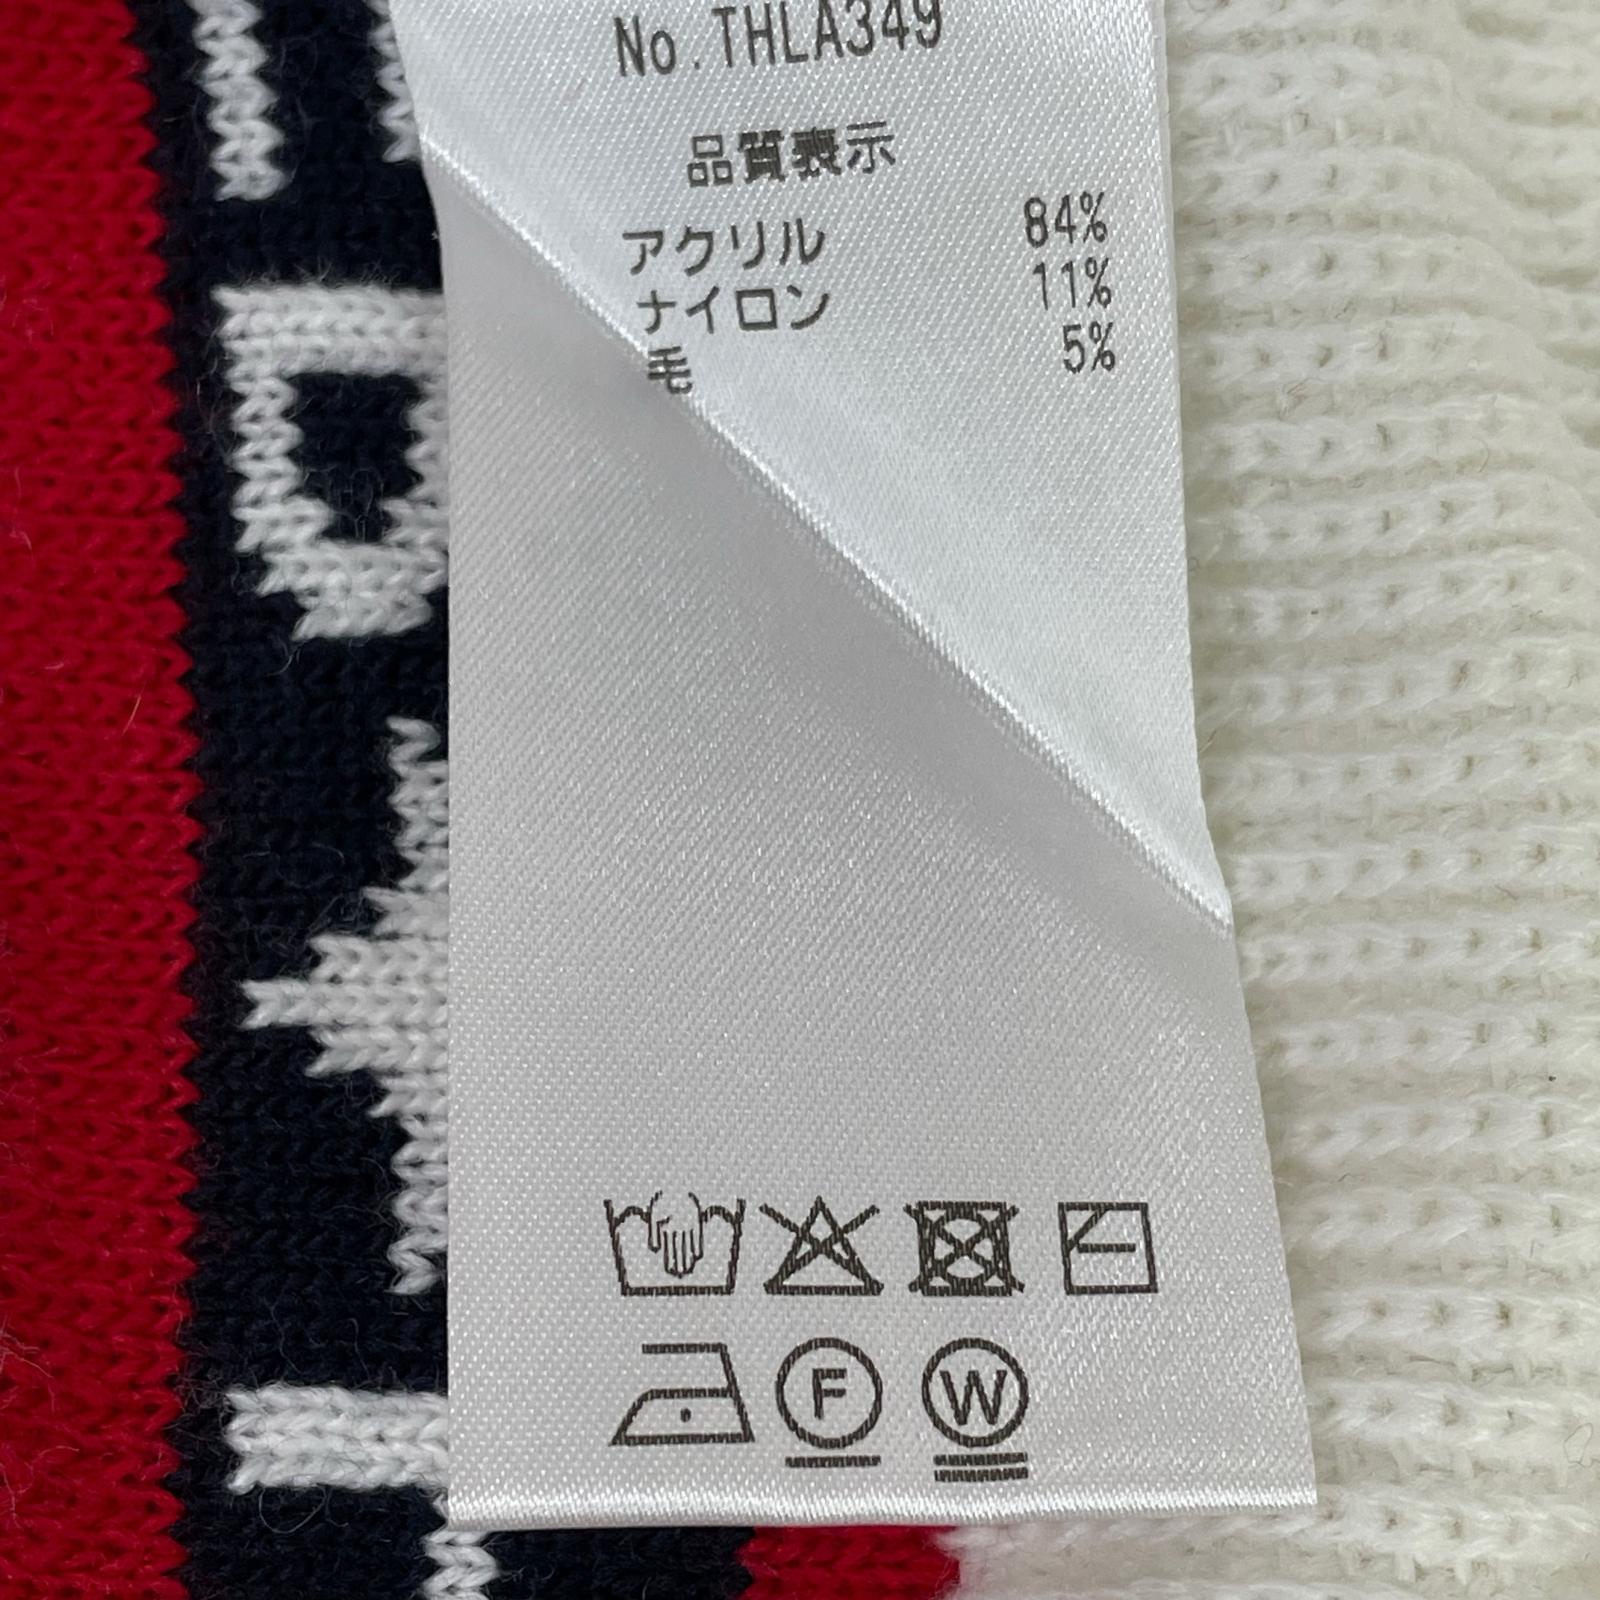 No.THLA349
品質表示
アクリル 84%
ナイロン 11%
毛 5%
F W